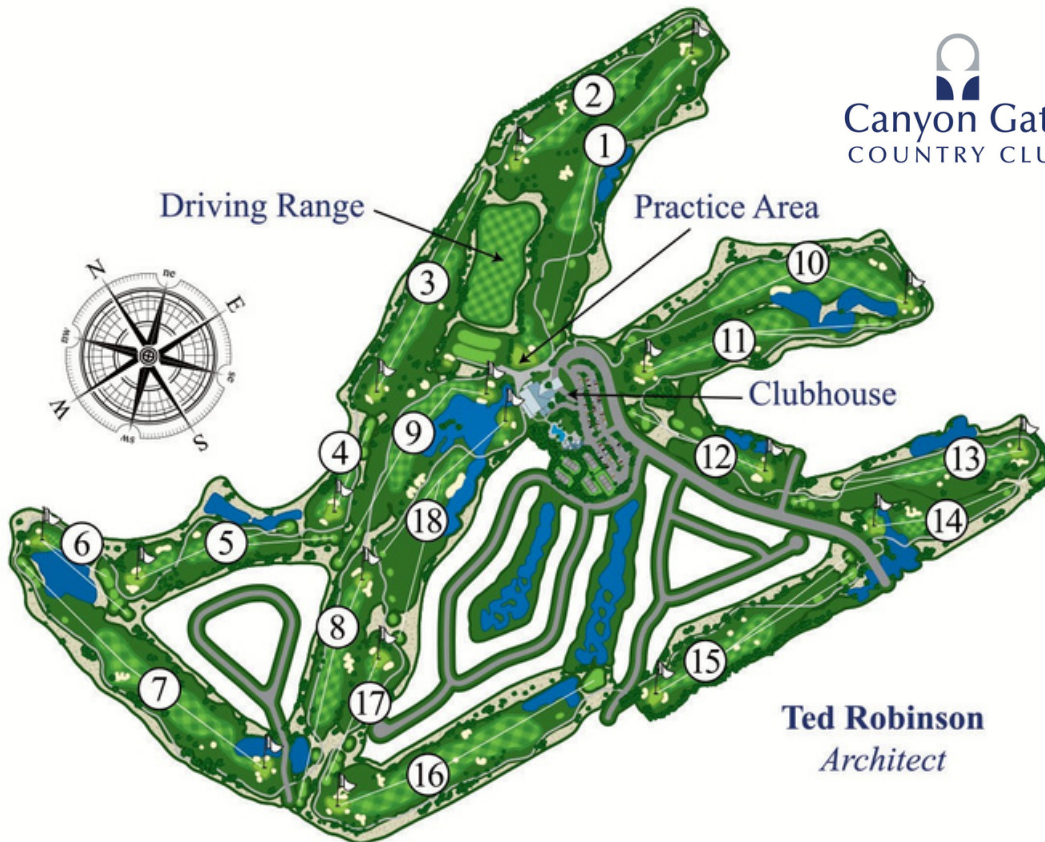 Canyon Gat
COUNTRY CLU
Driving Range
Practice Area
Clubhouse
N
ne
E
se
S
sw
W
nw
1
2
3
4
5
6
7
8
9
10
11
12
13
14
15
16
17
18
Ted Robinson
Architect